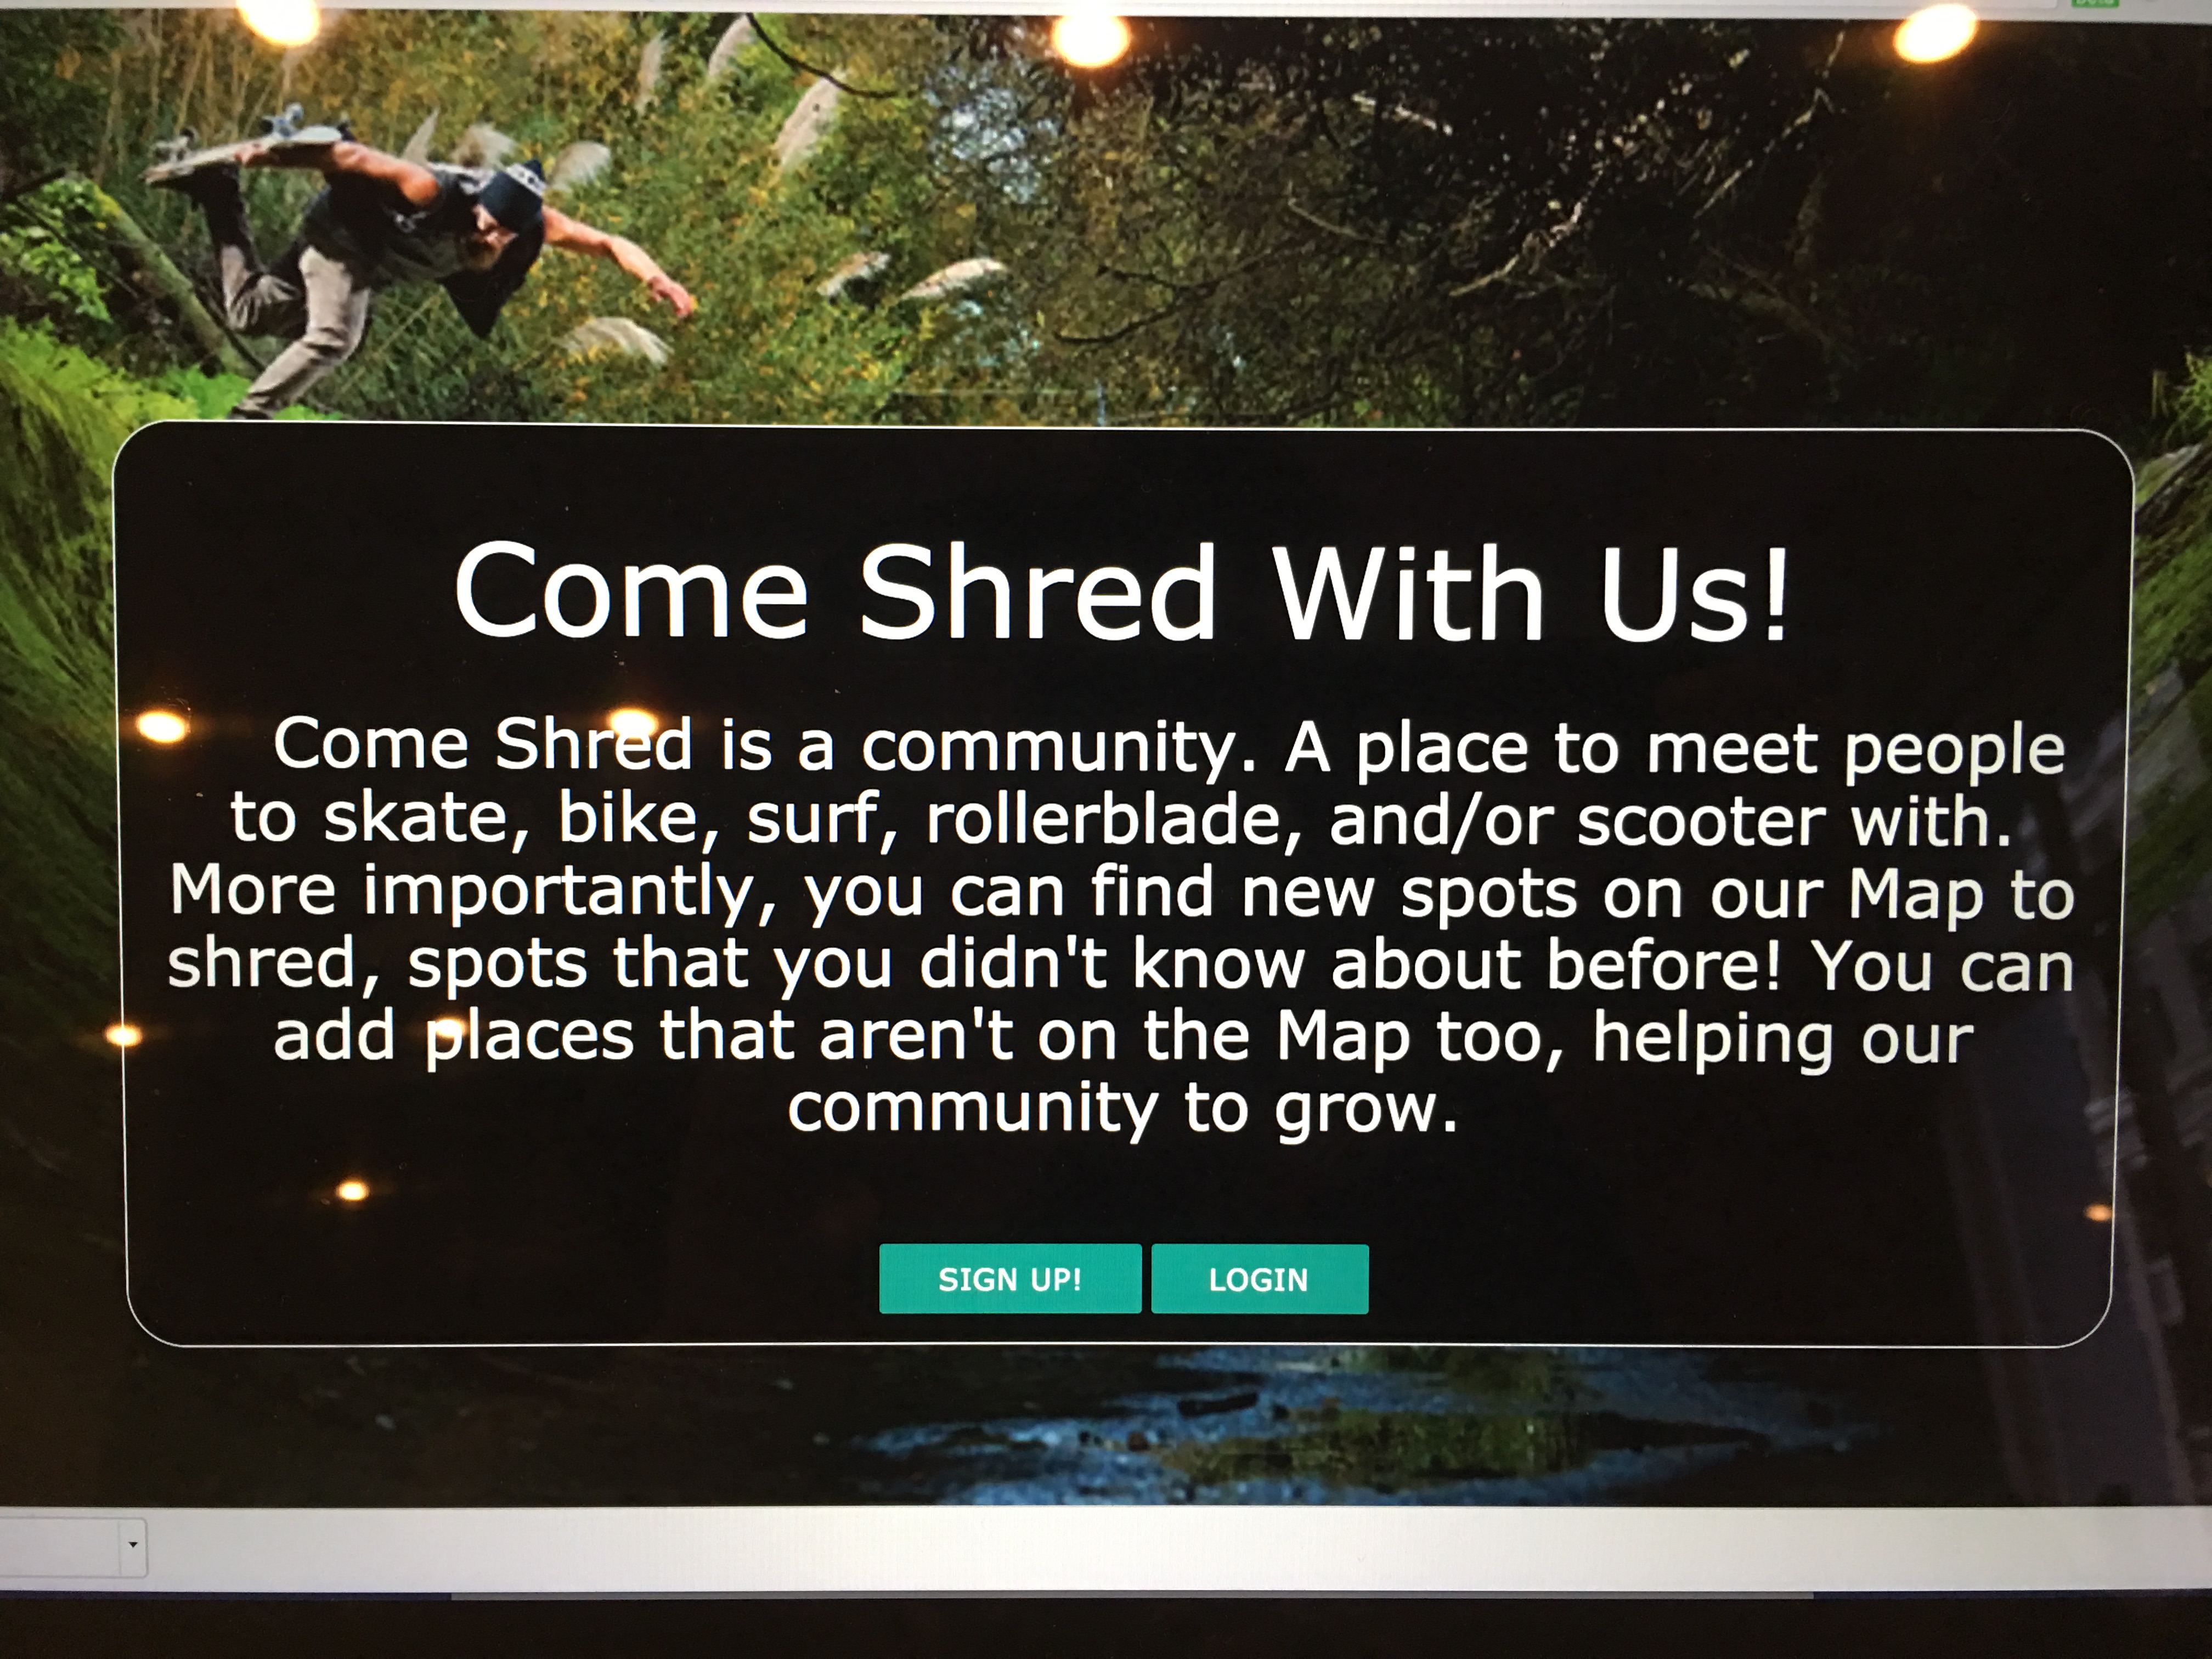 Come Shred With Us!
Come Shred is a community. A place to meet people
to skate, bike, surf, rollerblade, and/or scooter with.
More importantly, you can find new spots on our Map to
shred, spots that you didn't know about before! You can
add places that aren't on the Map too, helping our
community to grow.
SIGN UP!
LOGIN